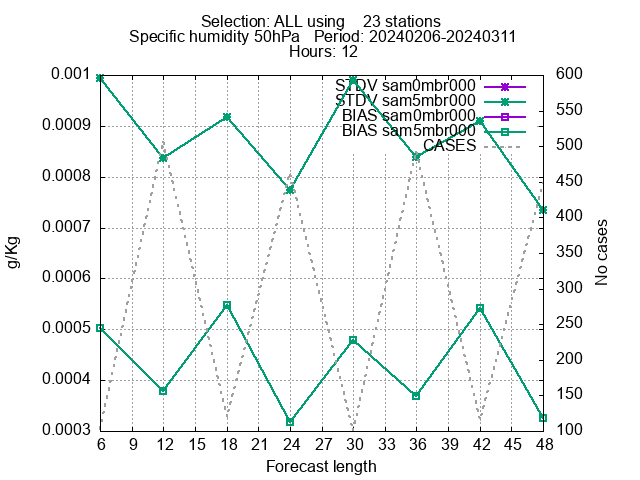 Selection: ALL using    23 stations
Specific humidity 50hPa   Period: 20240206-20240311
Hours: 12
0.001
0.0009
0.0008
0.0007
0.0006
0.0005
0.0004
0.0003
g/Kg
STDV sam0mbr000
STDV sam5mbr000
BIAS sam0mbr000
BIAS sam5mbr000
CASES
600
550
500
450
400
350
300
250
200
150
100
No cases
6 9 12 15 18 21 24 27 30 33 36 39 42 45 48
Forecast length